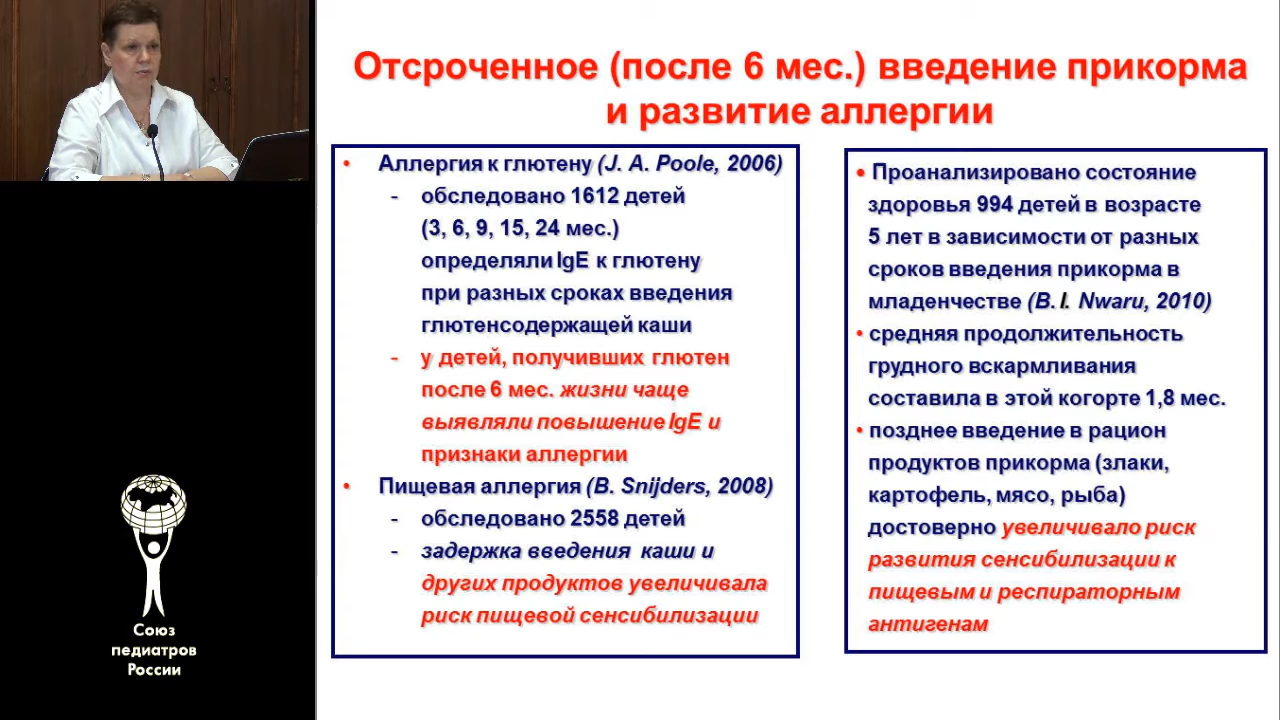 Отсроченное (после 6 мес.) введение прикорма
и развитие аллергии
• Аллергия к глютену (J. A. Poole, 2006)
- обследовано 1612 детей
(3, 6, 9, 15, 24 мес.)
определяли IgE к глютену
при разных сроках введения
глютенсодержащей каши
- у детей, получивших глютен
после 6 мес. жизни чаще
выявляли повышение IgE и
признаки аллергии
• Пищевая аллергия (B. Snijders, 2008)
- обследовано 2558 детей
- задержка введения каши и
других продуктов увеличивала
риск пищевой сенсибилизации
• Проанализировано состояние
здоровья 994 детей в возрасте
5 лет в зависимости от разных
сроков введения прикорма в
младенчестве (B. I. Nwaru, 2010)
• средняя продолжительность
грудного вскармливания
составила в этой когорте 1,8 мес.
• позднее введение в рацион
продуктов прикорма (злаки,
картофель, мясо, рыба)
достоверно увеличивало риск
развития сенсибилизации к
пищевым и респираторным
антигенам
Союз
педиатров
России